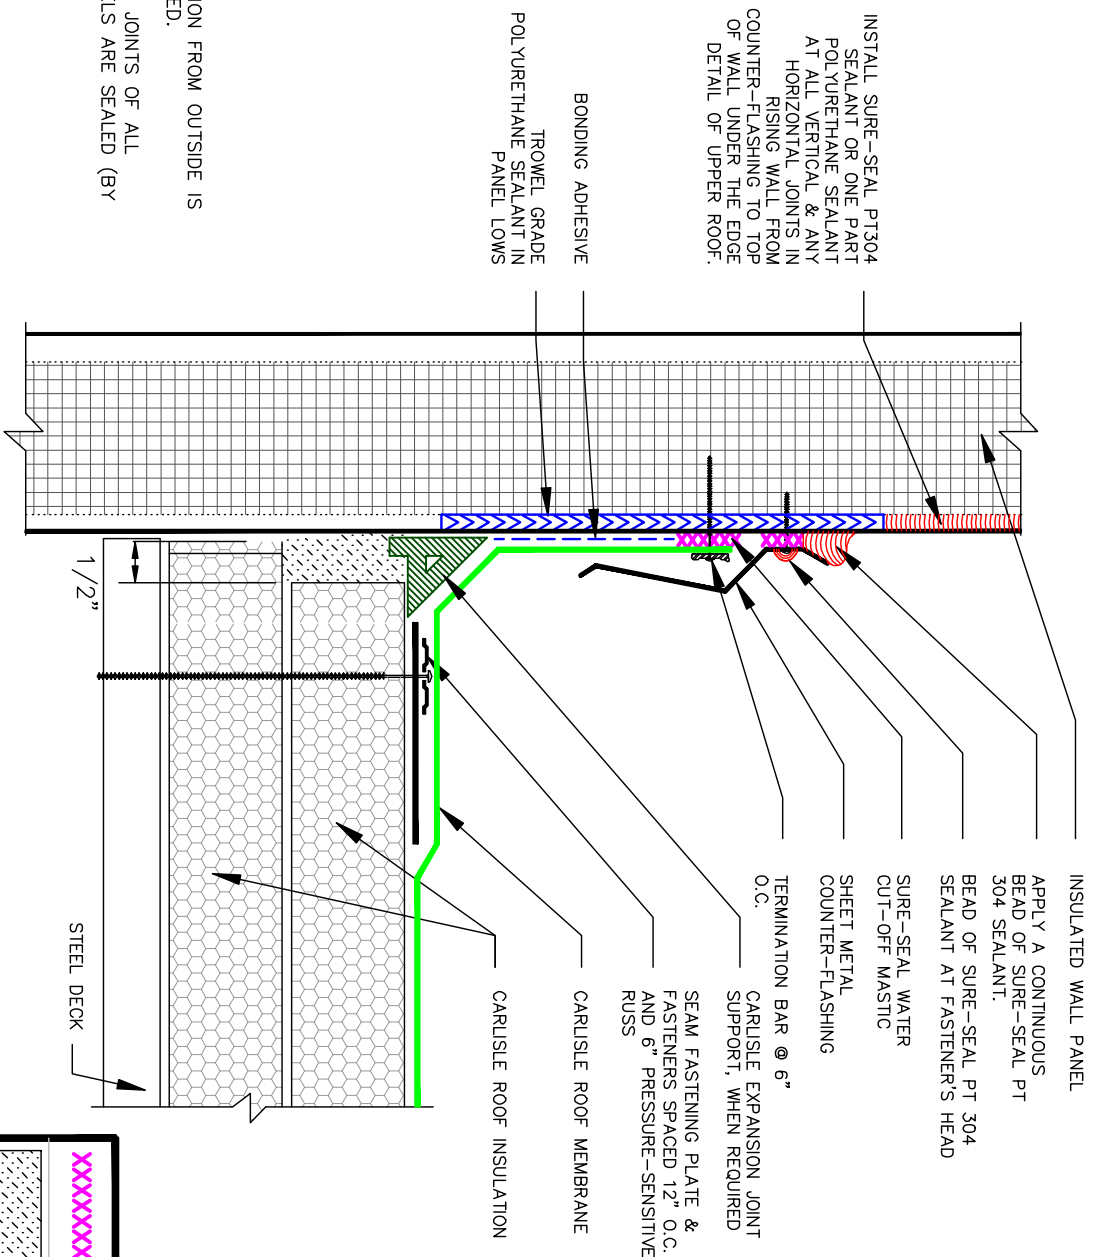 INSTALL SURE-SEAL PT304
SEALANT OR ONE PART
POLYURETHANE SEALANT
AT ALL VERTICAL & ANY
HORIZONTAL JOINTS IN
RISING WALL FROM
COUNTER-FLASHING TO TOP
OF WALL UNDER THE EDGE
DETAIL OF UPPER ROOF.
BONDING ADHESIVE
TROWEL GRADE
POLYURETHANE SEALANT IN
PANEL LOWS
ION FROM OUTSIDE IS
ED.
JOINTS OF ALL
LS ARE SEALED (BY
INSULATED WALL PANEL
APPLY A CONTINUOUS
BEAD OF SURE-SEAL PT
304 SEALANT.
BEAD OF SURE-SEAL PT 304
SEALANT AT FASTENER'S HEAD
SURE-SEAL WATER
CUT-OFF MASTIC
SHEET METAL
COUNTER-FLASHING
TERMINATION BAR @ 6"
O.C.
CARLISLE EXPANSION JOINT
SUPPORT, WHEN REQUIRED
SEAM FASTENING PLATE &
FASTENERS SPACED 12" O.C.
AND 6" PRESSURE-SENSITIVE
RUSS
CARLISLE ROOF MEMBRANE
CARLISLE ROOF INSULATION
1/2"
STEEL DECK